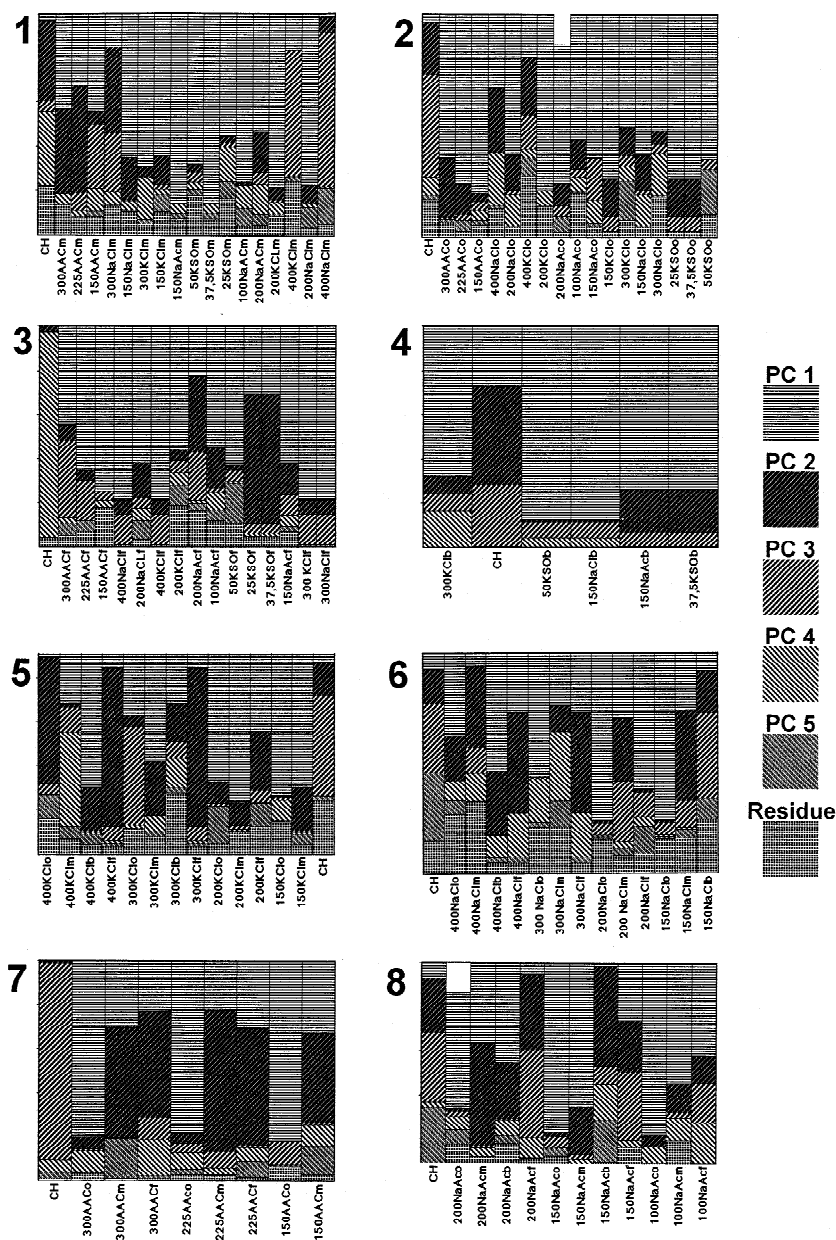 1
CH
300AACm
225AACm
150AACm
300NaClm
150NaClm
300KClm
150KClm
150NaACm
50KSOm
37,5KSOm
25KSOm
100NaACm
200NaACm
200KCLm
400KClm
200NaClm
400NaClm
2
CH
300AACo
225AACo
150AACo
400NaClo
200NaClo
400KClo
200KClo
200NaACo
100NaACo
150NaACo
150KClo
300KClo
150NaClo
300NaClo
25KSOo
37,5KSOo
50KSOo
3
CH
300AACf
225AACf
150AACf
400NaClf
200NaCLf
400KClf
200KClf
200NaAcf
100NaAcf
50KSOf
25KSOf
37,5KSOf
150NaAcf
300 KClf
300NaClf
4
300KClb
CH
50KSOb
150NaClb
150NaAcb
37,5KSOb
PC 1
PC 2
PC 3
PC 4
PC 5
Residue
5
400KClo
400KClm
400KClb
400KClf
300KClo
300KClm
300KClb
300KClf
200KClo
200KClm
200KClf
150KClo
150KClm
CH
6
CH
400NaClo
400NaClm
400NaClb
400NaClf
300 NaClo
300NaClm
300NaClf
200NaClo
200 NaClm
200NaClf
150NaClo
150NaClm
150NaClb
7
CH
300AACo
300AACm
300AACf
225AACo
225AACm
225AACf
150AACo
150AACm
8
CH
200NaAco
200NaAcm
200NaAcb
200NaAcf
150NaAco
150NaAcm
150NaAcb
150NaAcf
100NaAco
100NaAcm
100NaAcf